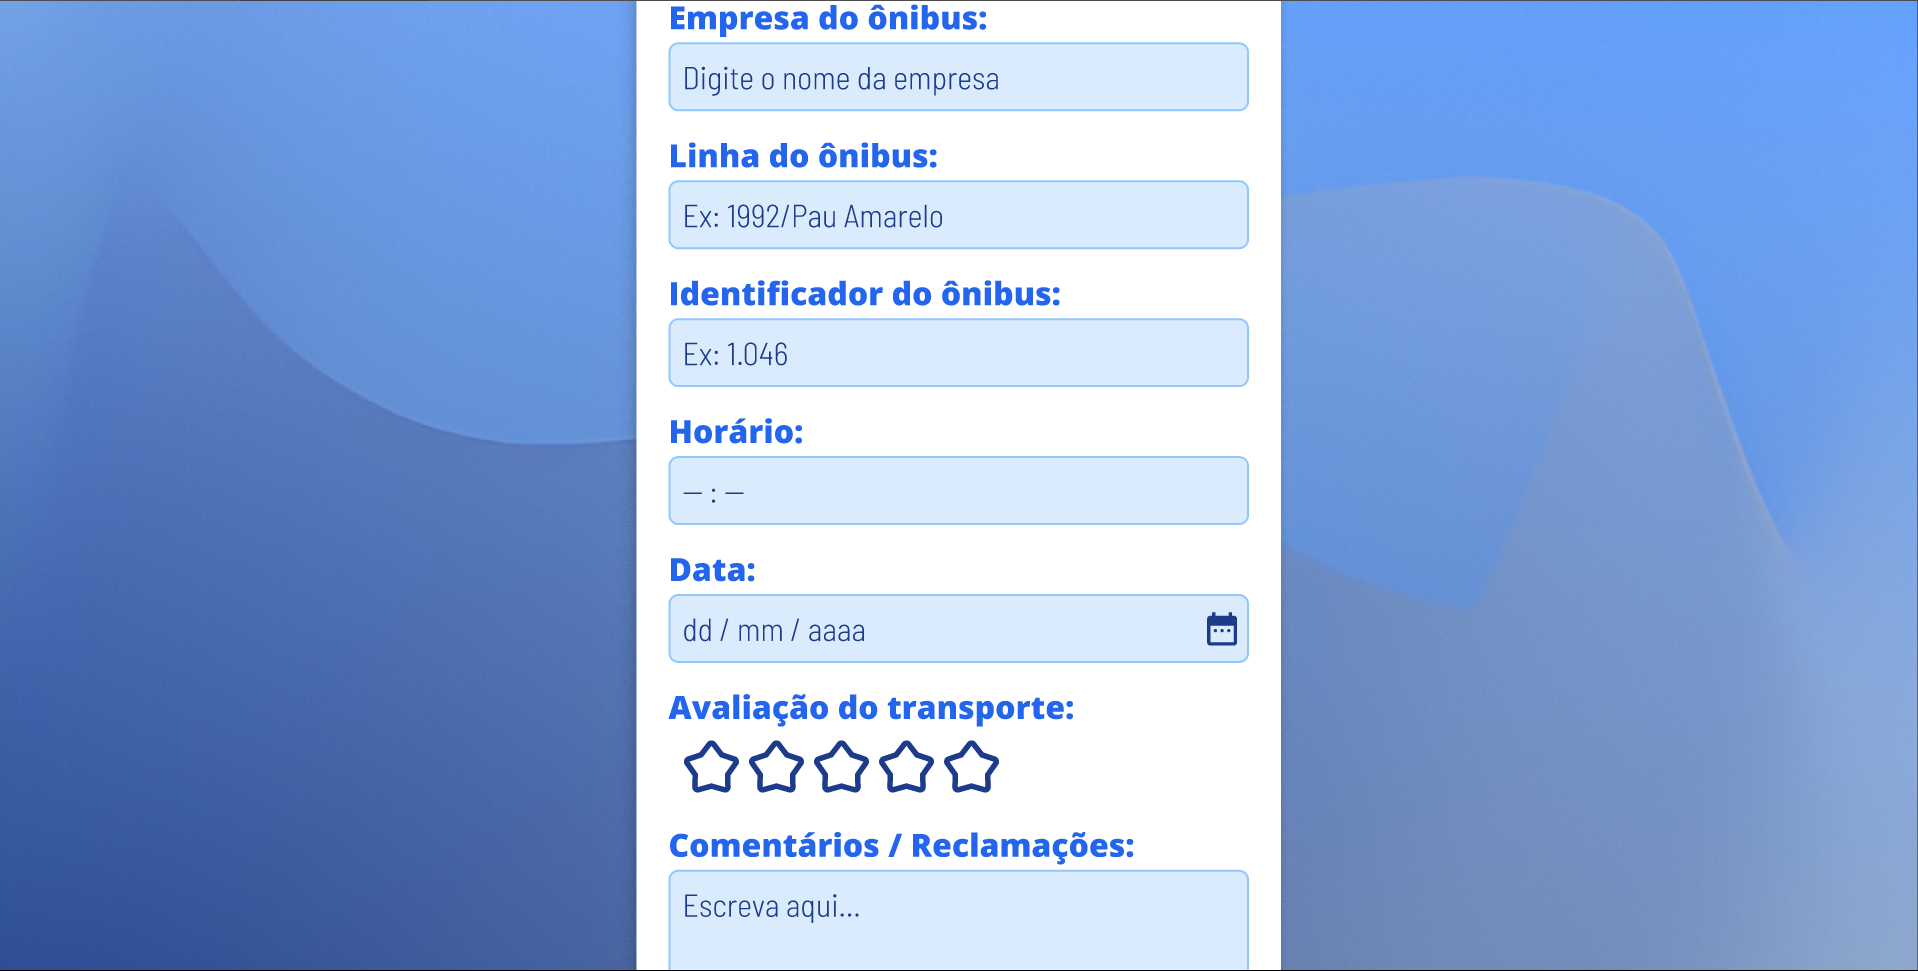 Empresa do ônibus:
Digite o nome da empresa
Linha do ônibus:
Ex: 1992/Pau Amarelo
Identificador do ônibus:
Ex: 1.046
Horário:
– : –
Data:
dd / mm / aaaa
Avaliação do transporte:
Comentários / Reclamações:
Escreva aqui...